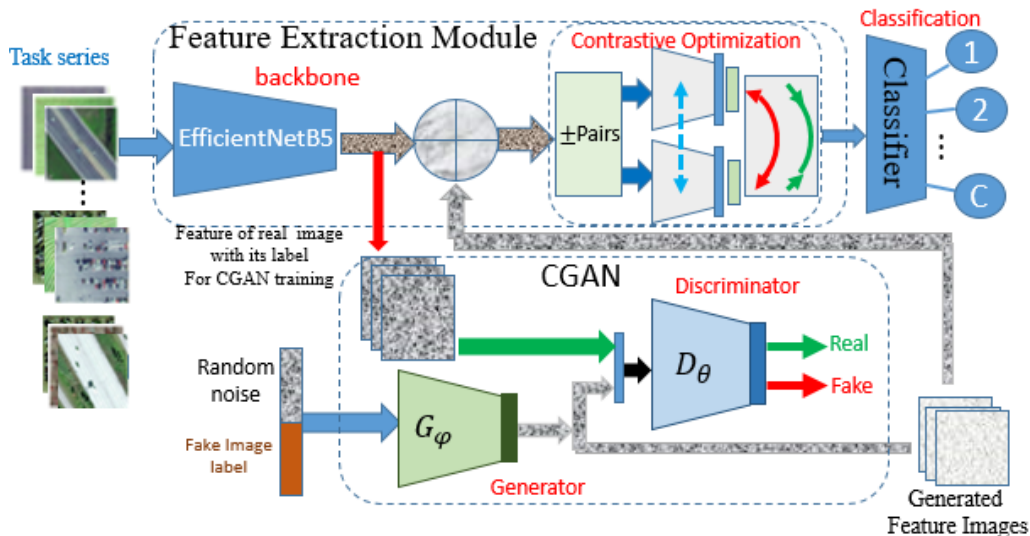 Feature Extraction Module
Classification
Task series
backbone
Contrastive Optimization
EfficientNetB5
±Pairs
Classifier
1
2
C
Feature of real image
with its label
For CGAN training
CGAN
Discriminator
Random
noise
Fake Image
label
Gφ
Generator
Dθ
Real
Fake
Generated
Feature Images